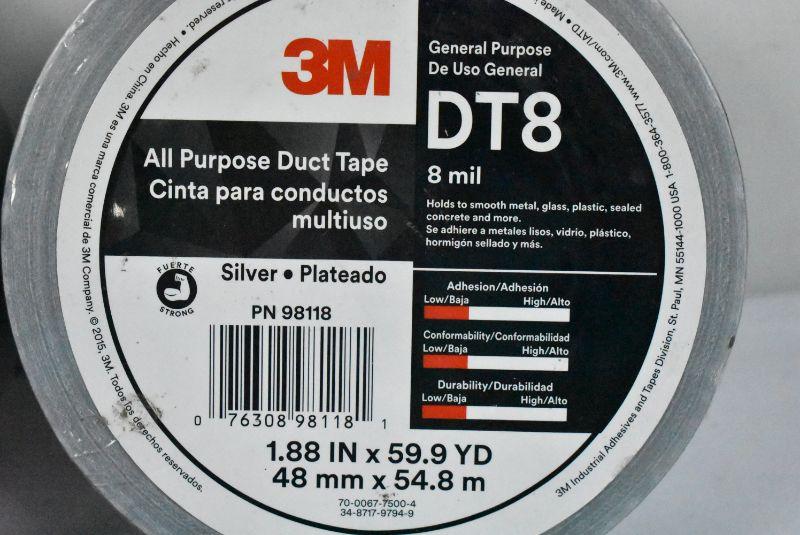 3M
General Purpose
De Uso General
DT8
8 mil
All Purpose Duct Tape
Cinta para conductos
multiuso
Holds to smooth metal, glass, plastic, sealed
concrete and more.
Se adhiere a metales lisos, vidrio, plástico,
hormigón sellado y más.
FUERTE
STRONG
Silver • Plateado
PN 98118
0 76308 98118 1
Adhesion/Adhesión
Low/Baja High/Alto
Conformability/Conformabilidad
Low/Baja High/Alto
Durability/Durabilidad
Low/Baja High/Alto
1.88 IN x 59.9 YD
48 mm x 54.8 m
70-0067-7500-4
34-8717-9794-9
3M Industrial Adhesives and Tapes Division, St. Paul, MN 55144-1000 USA 1-800-364-3577 www.3M.com/IATD • Made
reserved. • Hecho en China. 3M es una marca comercial de 3M Company. © 2015, 3M. Todos los derechos reservados.